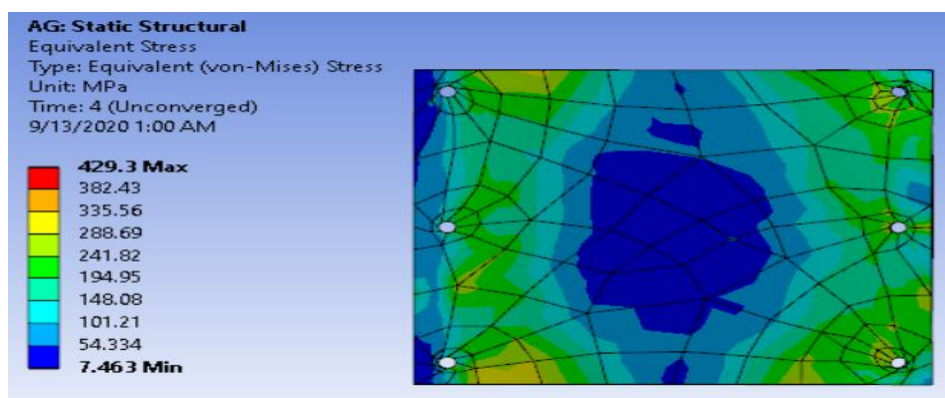 AG: Static Structural
Equivalent Stress
Type: Equivalent (von-Mises) Stress
Unit: MPa
Time: 4 (Unconverged)
9/13/2020 1:00 AM
429.3 Max
382.43
335.56
288.69
241.82
194.95
148.08
101.21
54.334
7.463 Min